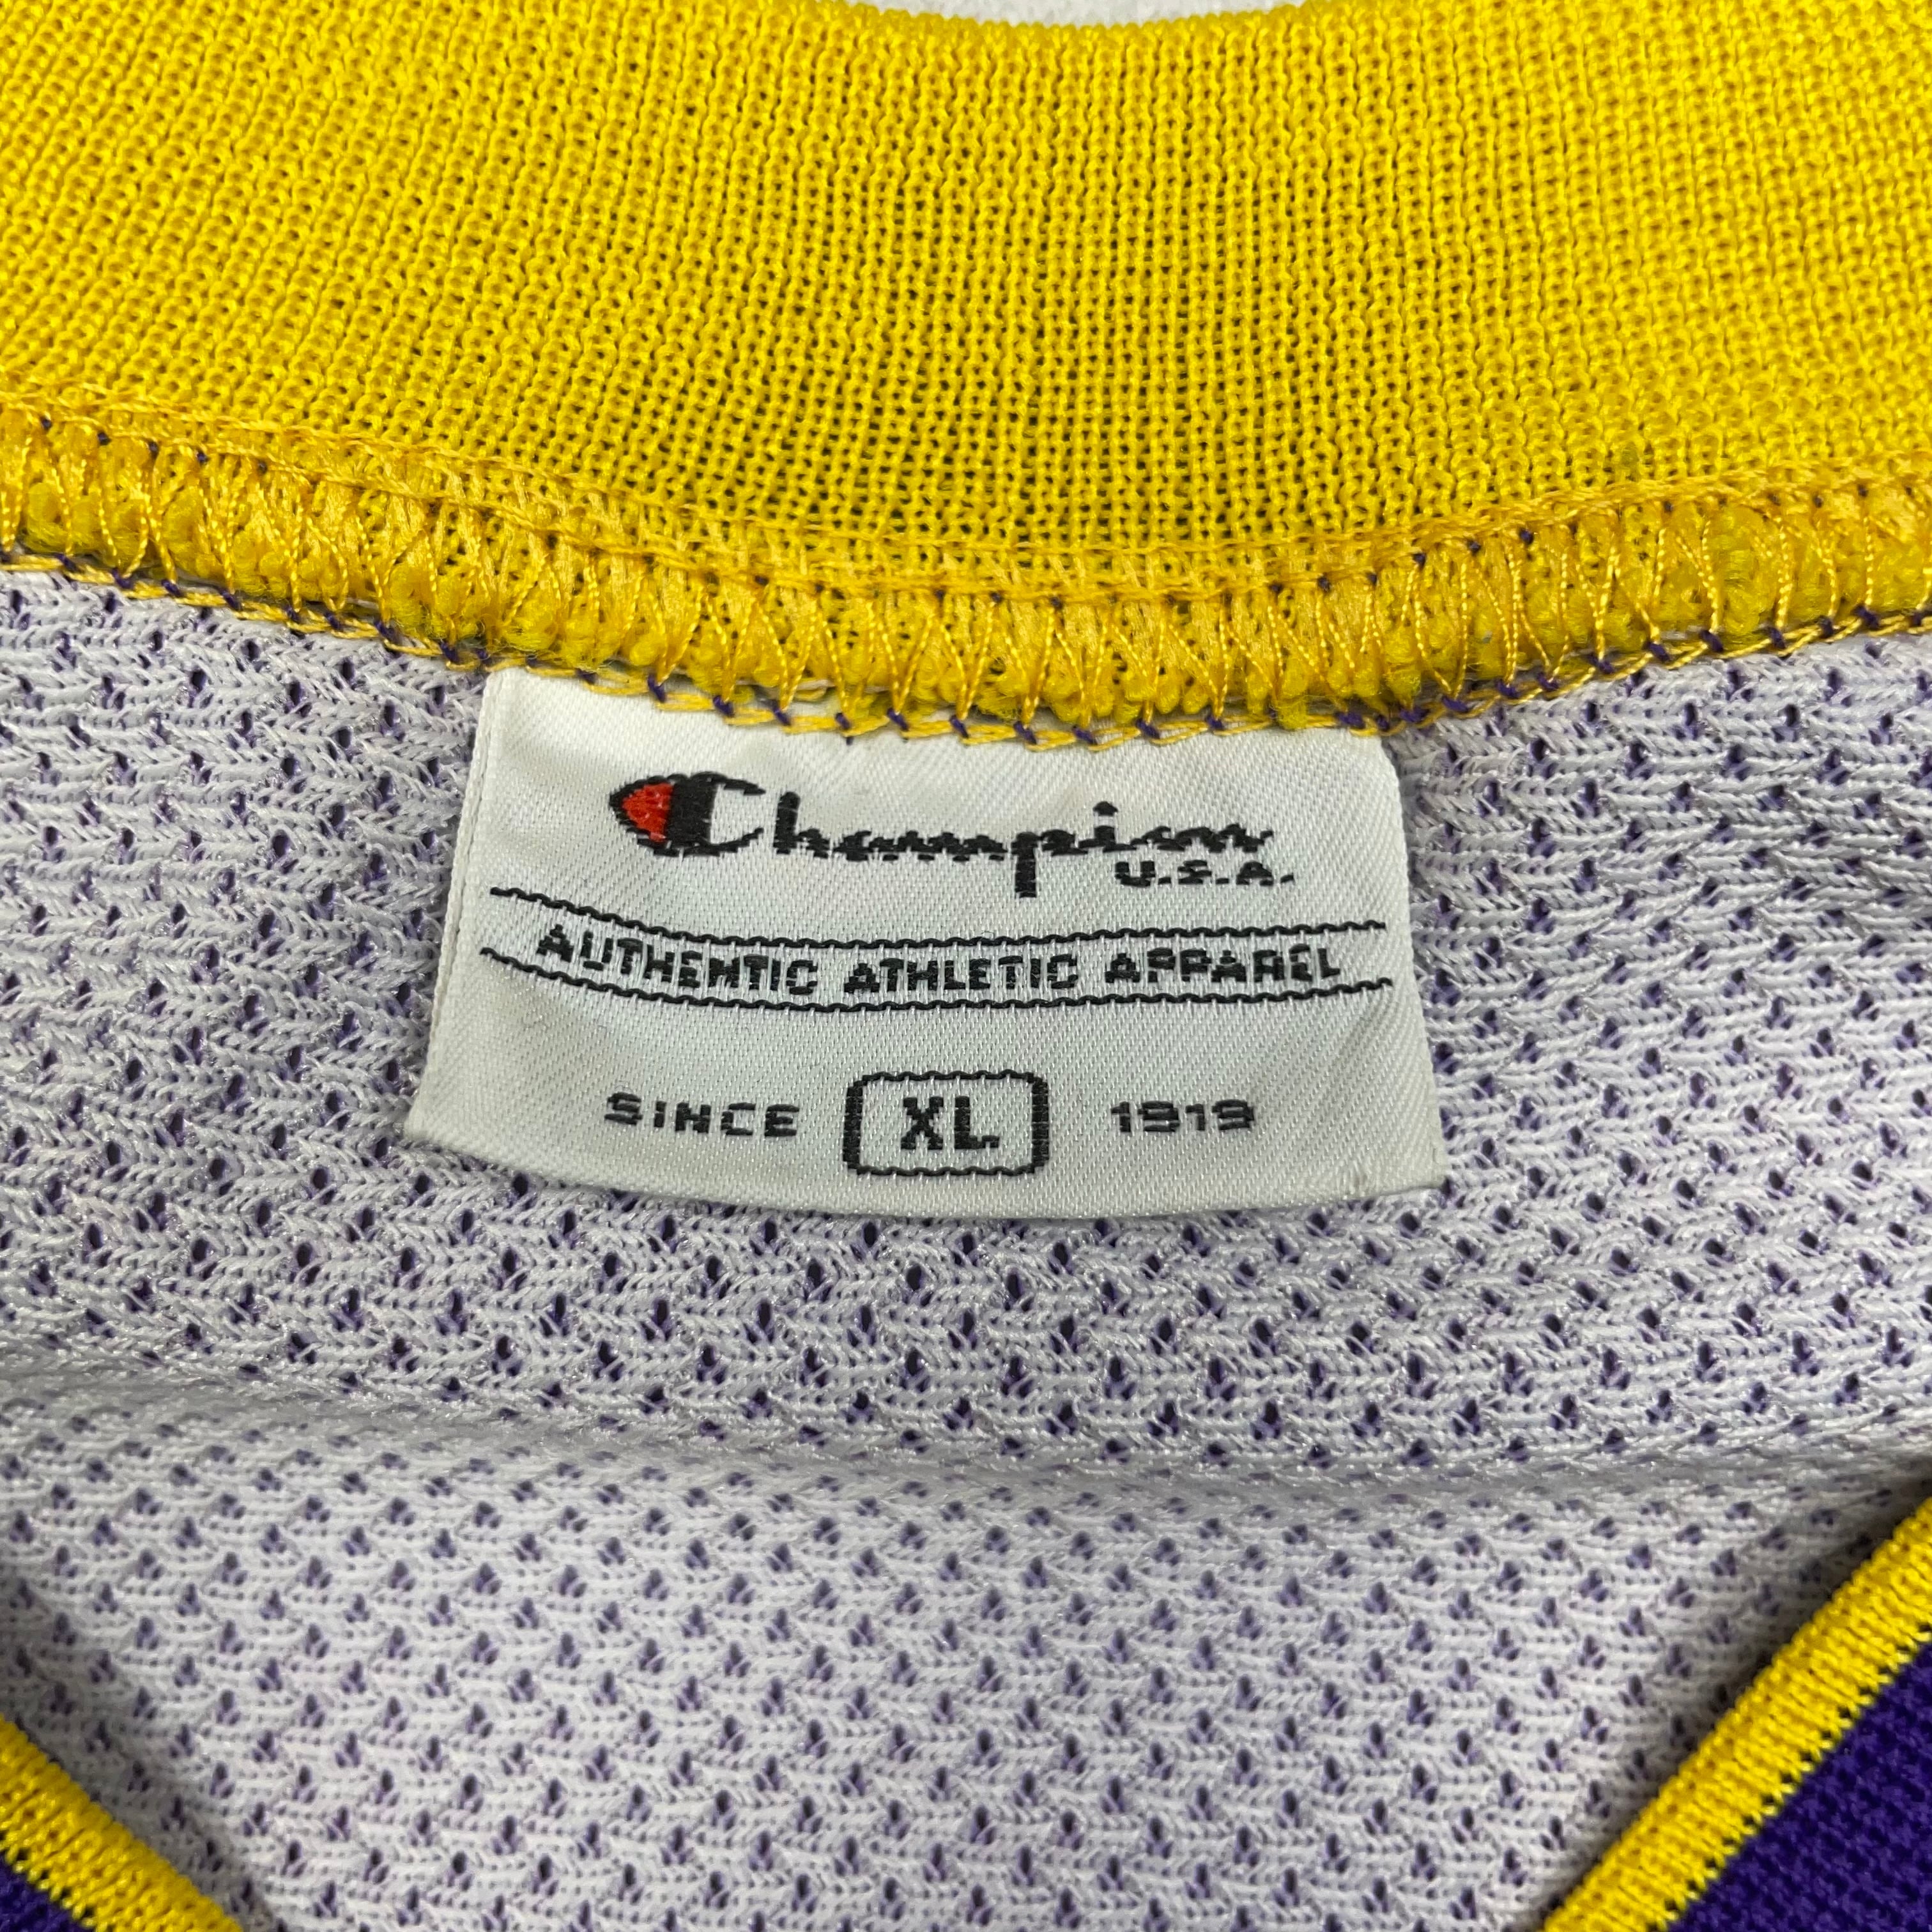 Champion
U.S.A.
AUTHENTIC ATHLETIC APPAREL
SINCE XL 1919